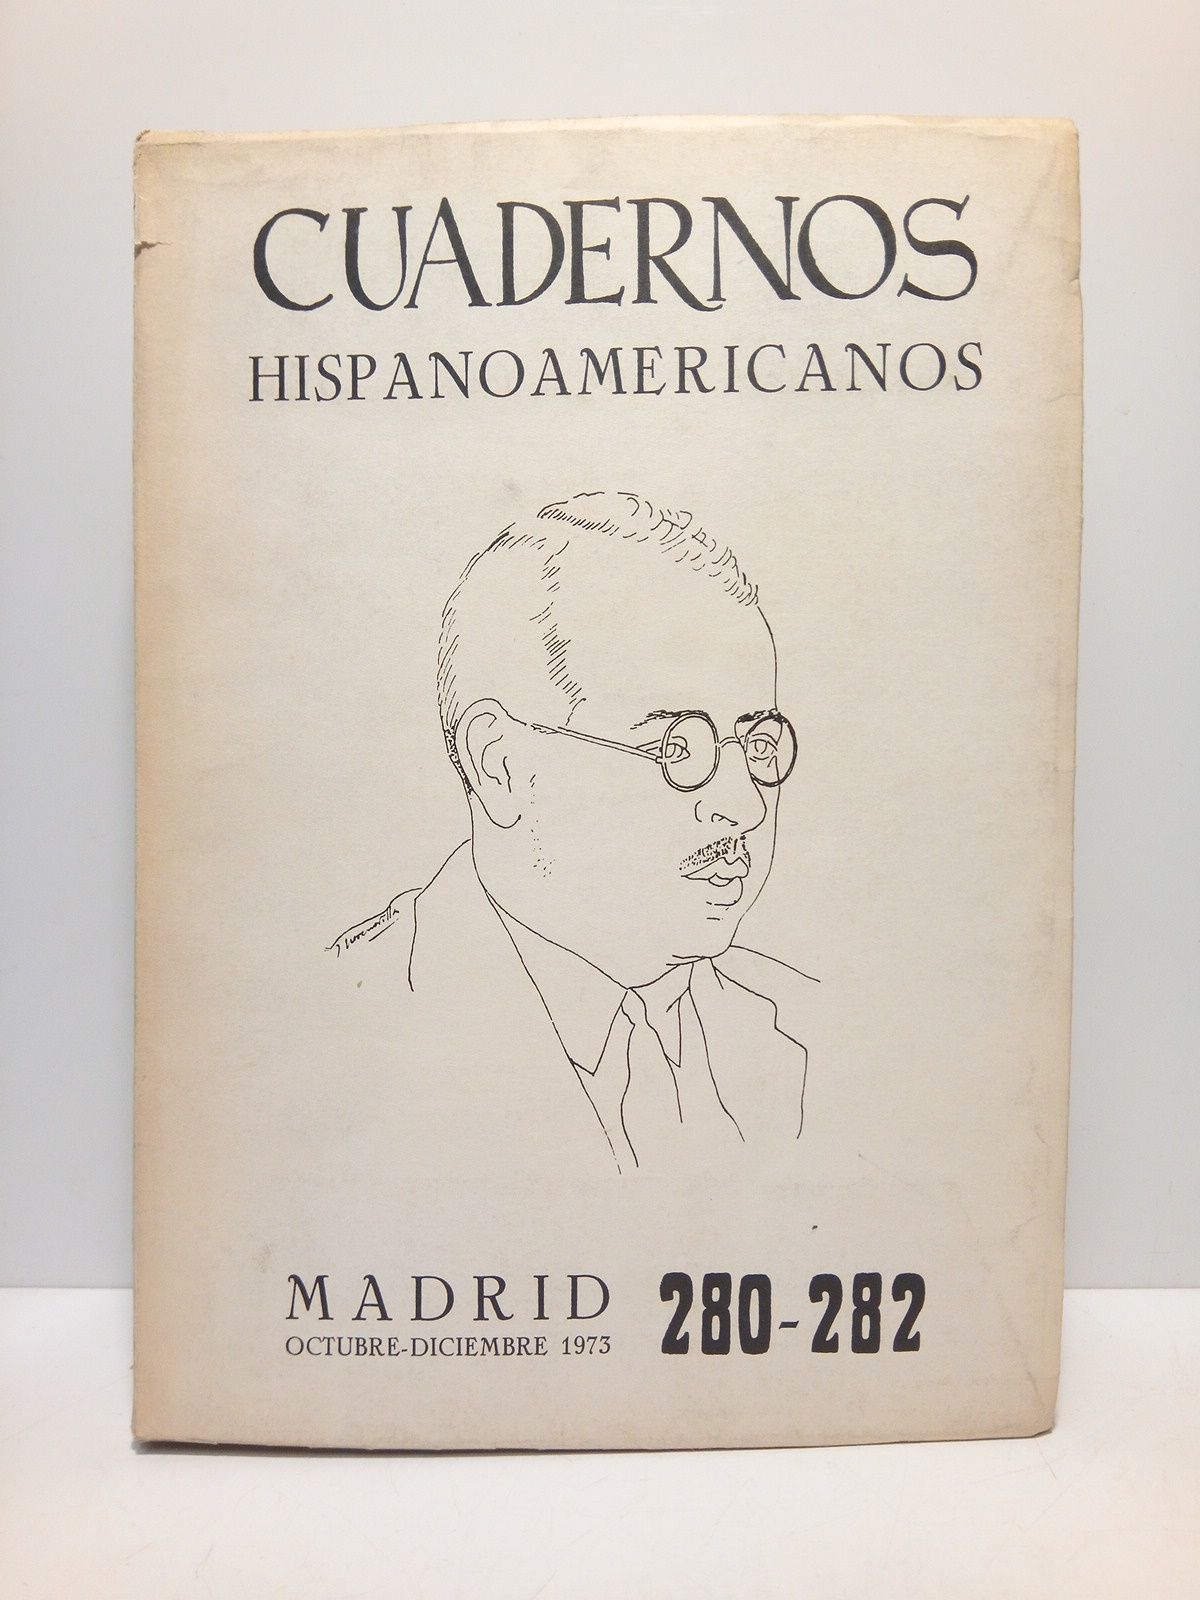 CUADERNOS
HISPANOAMERICANOS
MADRID 280-282
OCTUBRE-DICIEMBRE 1973